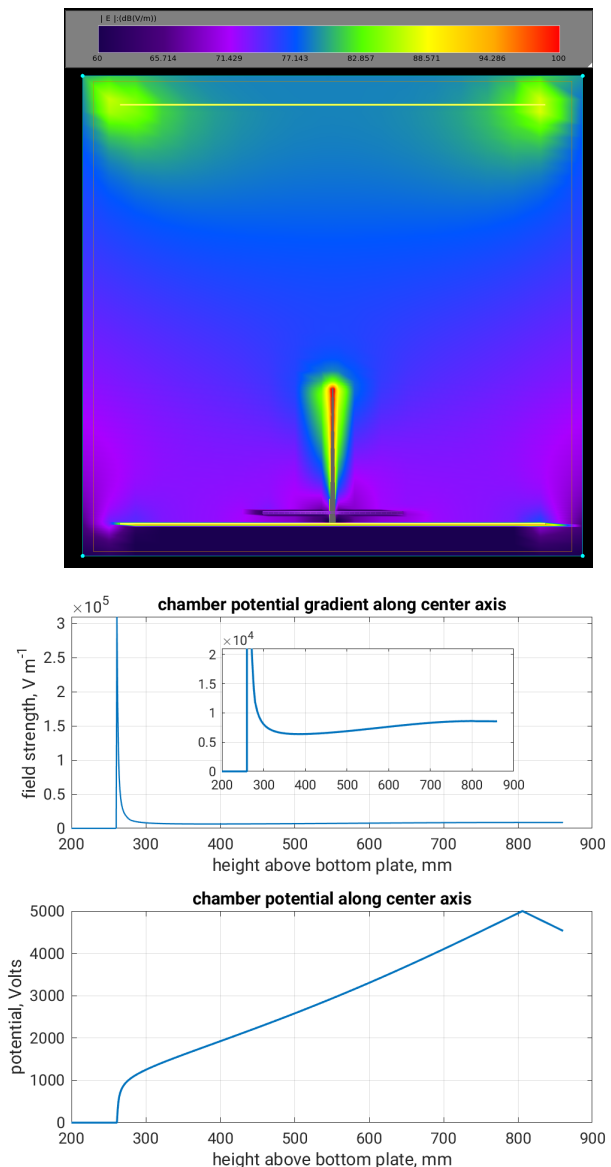 | E |:(dB(V/m))
60 65.714 71.429 77.143 82.857 88.571 94.286 100
chamber potential gradient along center axis
×10^5
3
2.5
2
1.5
1
0.5
0
field strength, V m^-1
×10^4
2
1.5
1
0.5
0
200 300 400 500 600 700 800 900
200 300 400 500 600 700 800 900
height above bottom plate, mm
chamber potential along center axis
5000
4000
3000
2000
1000
0
potential, Volts
200 300 400 500 600 700 800 900
height above bottom plate, mm